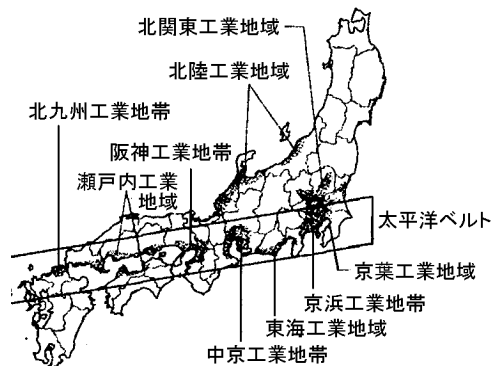 北関東工業地域
北陸工業地域
北九州工業地帯
阪神工業地帯
瀬戸内工業
地域
太平洋ベルト
京葉工業地域
京浜工業地帯
東海工業地域
中京工業地帯